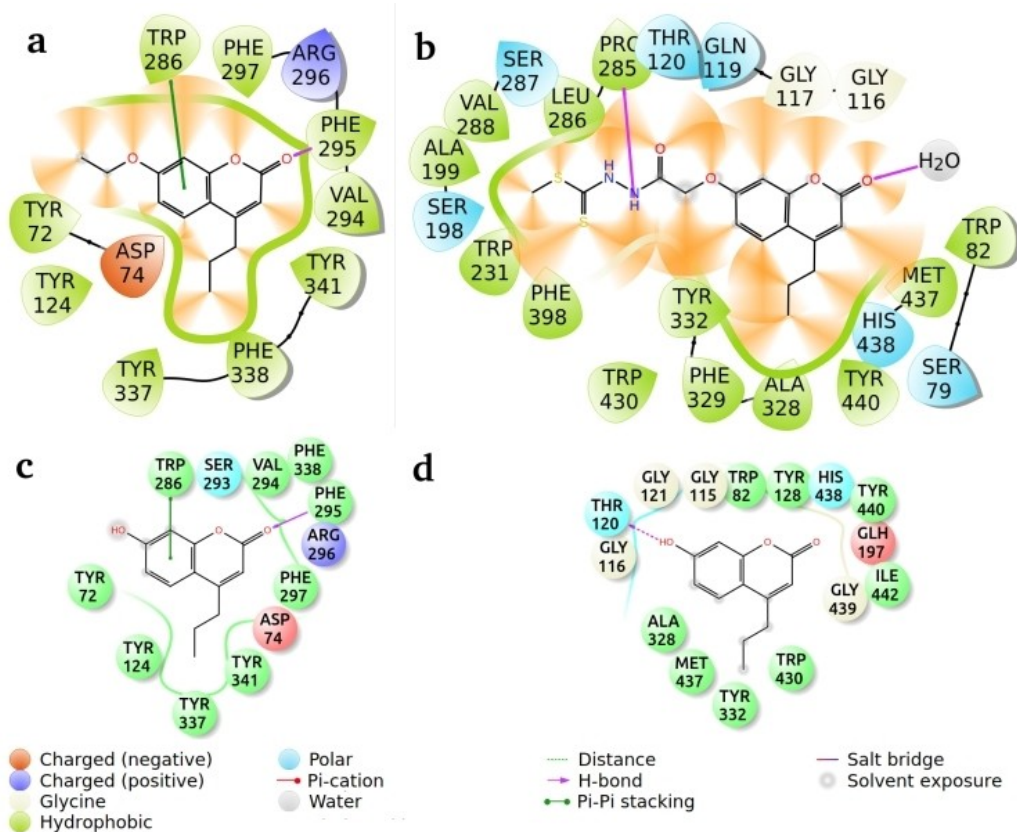 a
TRP
286
PHE
297
ARG
296
PHE
295
VAL
294
TYR
72
ASP
74
TYR
124
TYR
341
TYR
337
PHE
338
O
O
O
b
SER
287
PRO
285
THR
120
GLN
119
GLY
117
GLY
116
VAL
288
LEU
286
ALA
199
SER
198
TRP
231
PHE
398
TYR
332
TRP
430
PHE
329
ALA
328
TYR
440
HIS
438
MET
437
TRP
82
SER
79
H₂O
S
S
H
N
N
H
O
O
O
O
c
TRP
286
SER
293
VAL
294
PHE
338
PHE
295
ARG
296
PHE
297
ASP
74
TYR
341
TYR
337
TYR
124
TYR
72
HO
O
O
d
THR
120
GLY
121
GLY
115
TRP
82
TYR
128
HIS
438
TYR
440
GLH
197
ILE
442
GLY
439
GLY
116
ALA
328
MET
437
TYR
332
TRP
430
HO
O
O
Charged (negative)
Charged (positive)
Glycine
Hydrophobic
Polar
Pi-cation
Water
Distance
H-bond
Pi-Pi stacking
Salt bridge
Solvent exposure